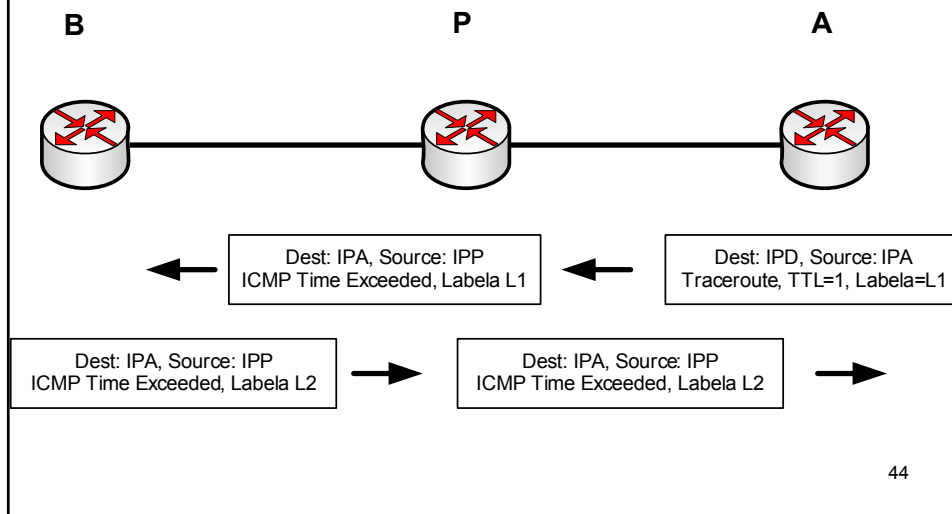 B
P
A
Dest: IPA, Source: IPP
ICMP Time Exceeded, Labela L1
Dest: IPD, Source: IPA
Traceroute, TTL=1, Labela=L1
Dest: IPA, Source: IPP
ICMP Time Exceeded, Labela L2
Dest: IPA, Source: IPP
ICMP Time Exceeded, Labela L2
44